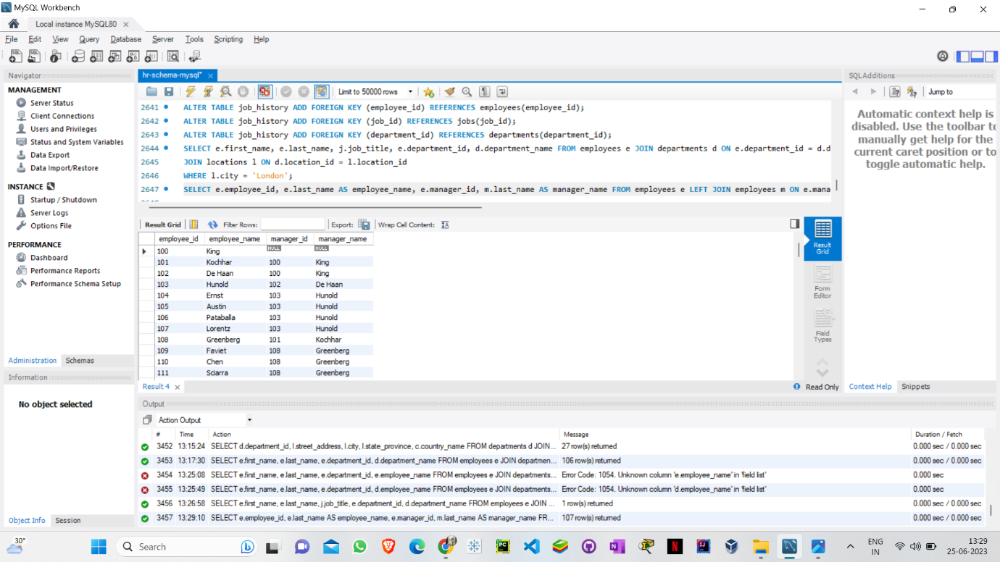 MySQL Workbench
Local instance MySQL80
File Edit View Query Database Server Tools Scripting Help
Navigator
MANAGEMENT
Server Status
Client Connections
Users and Privileges
Status and System Variables
Data Export
Data Import/Restore
INSTANCE
Startup / Shutdown
Server Logs
Options File
PERFORMANCE
Dashboard
Performance Reports
Performance Schema Setup
Administration Schemas
Information
No object selected
Object Info Session
hr-schema-mysql*
Limit to 50000 rows
2641 ALTER TABLE job_history ADD FOREIGN KEY (employee_id) REFERENCES employees(employee_id);
2642 ALTER TABLE job_history ADD FOREIGN KEY (job_id) REFERENCES jobs(job_id);
2643 ALTER TABLE job_history ADD FOREIGN KEY (department_id) REFERENCES departments(department_id);
2644 SELECT e.first_name, e.last_name, j.job_title, e.department_id, d.department_name FROM employees e JOIN departments d ON e.department_id = d.d
2645 JOIN locations l ON d.location_id = l.location_id
2646 WHERE l.city = 'London';
2647 SELECT e.employee_id, e.last_name AS employee_name, e.manager_id, m.last_name AS manager_name FROM employees e LEFT JOIN employees m ON e.mana
Result Grid Filter Rows: Export: Wrap Cell Content:
employee_id employee_name manager_id manager_name
100 King NULL NULL
101 Kochhar 100 King
102 De Haan 100 King
103 Hunold 102 De Haan
104 Ernst 103 Hunold
105 Austin 103 Hunold
106 Pataballa 103 Hunold
107 Lorentz 103 Hunold
108 Greenberg 101 Kochhar
109 Faviet 108 Greenberg
110 Chen 108 Greenberg
111 Sciarra 108 Greenberg
Result Grid
Form Editor
Field Types
Result 4
Read Only
SQLAdditions
Jump to
Automatic context help is
disabled. Use the toolbar to
manually get help for the
current caret position or to
toggle automatic help.
Context Help Snippets
Output
Action Output
# Time Action Message Duration / Fetch
3452 13:15:24 SELECT d.department_id, l.street_address, l.city, l.state_province, c.country_name FROM departments d JOIN... 27 row(s) returned 0.000 sec / 0.000 sec
3453 13:17:30 SELECT e.first_name, e.last_name, e.department_id, d.department_name FROM employees e JOIN departmen... 106 row(s) returned 0.000 sec / 0.000 sec
3454 13:25:08 SELECT e.first_name, e.last_name, e.department_id, e.employee_name FROM employees e JOIN departments... Error Code: 1054. Unknown column 'e.employee_name' in 'field list' 0.000 sec
3455 13:25:49 SELECT e.first_name, e.last_name, e.department_id, d.employee_name FROM employees e JOIN departments... Error Code: 1054. Unknown column 'd.employee_name' in 'field list' 0.000 sec
3456 13:26:58 SELECT e.first_name, e.last_name, j.job_title, e.department_id, d.department_name FROM employees e JOIN ... 1 row(s) returned 0.000 sec / 0.000 sec
3457 13:29:10 SELECT e.employee_id, e.last_name AS employee_name, e.manager_id, m.last_name AS manager_name FR... 107 row(s) returned 0.000 sec / 0.000 sec
30°
Search
ENG
IN
13:29
25-06-2023